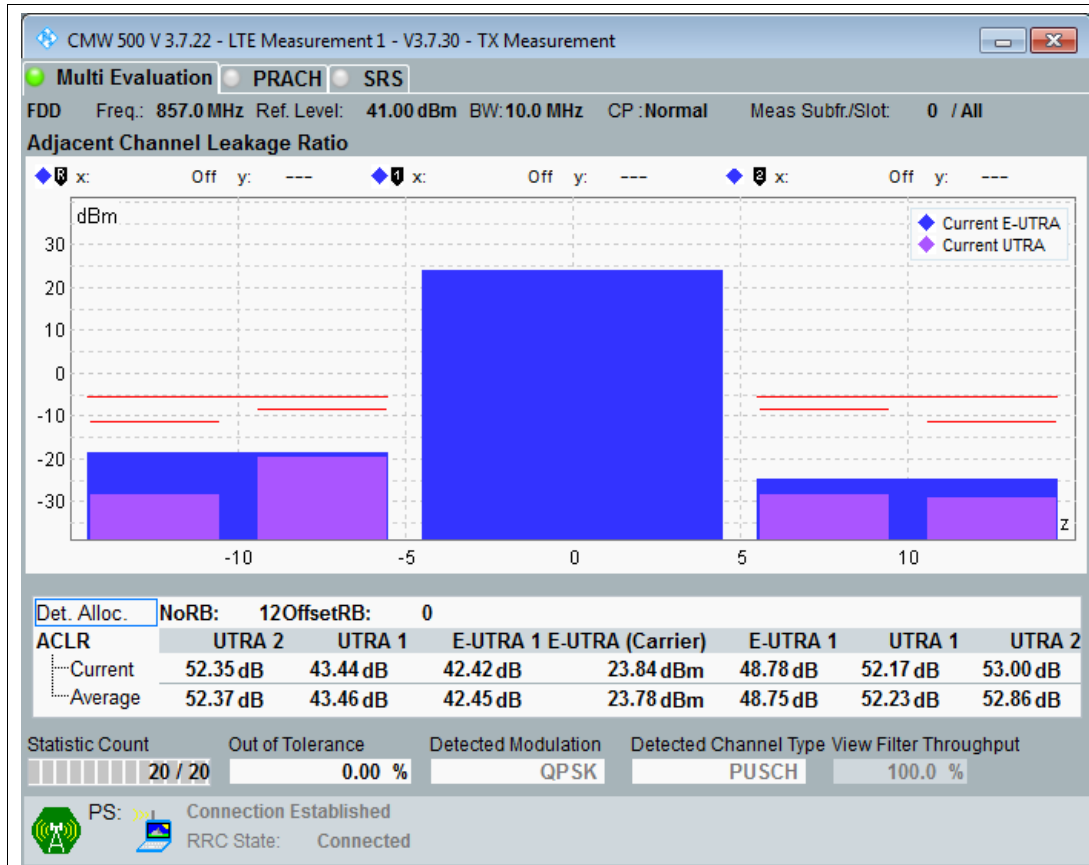 CMW 500 V 3.7.22 - LTE Measurement 1 - V3.7.30 - TX Measurement
Multi Evaluation PRACH SRS
FDD Freq.: 857.0 MHz Ref. Level: 41.00 dBm BW: 10.0 MHz CP : Normal Meas Subfr./Slot: 0 / All
Adjacent Channel Leakage Ratio
R x: Off y: --- 1 x: Off y: --- 2 x: Off y: ---
dBm
Current E-UTRA
Current UTRA
30
20
10
0
-10
-20
-30
z
-10 -5 0 5 10
Det. Alloc. NoRB: 12 OffsetRB: 0
ACLR UTRA 2 UTRA 1 E-UTRA 1 E-UTRA (Carrier) E-UTRA 1 UTRA 1 UTRA 2
Current 52.35 dB 43.44 dB 42.42 dB 23.84 dBm 48.78 dB 52.17 dB 53.00 dB
Average 52.37 dB 43.46 dB 42.45 dB 23.78 dBm 48.75 dB 52.23 dB 52.86 dB
Statistic Count Out of Tolerance Detected Modulation Detected Channel Type View Filter Throughput
20 / 20 0.00 % QPSK PUSCH 100.0 %
PS: Connection Established
RRC State: Connected